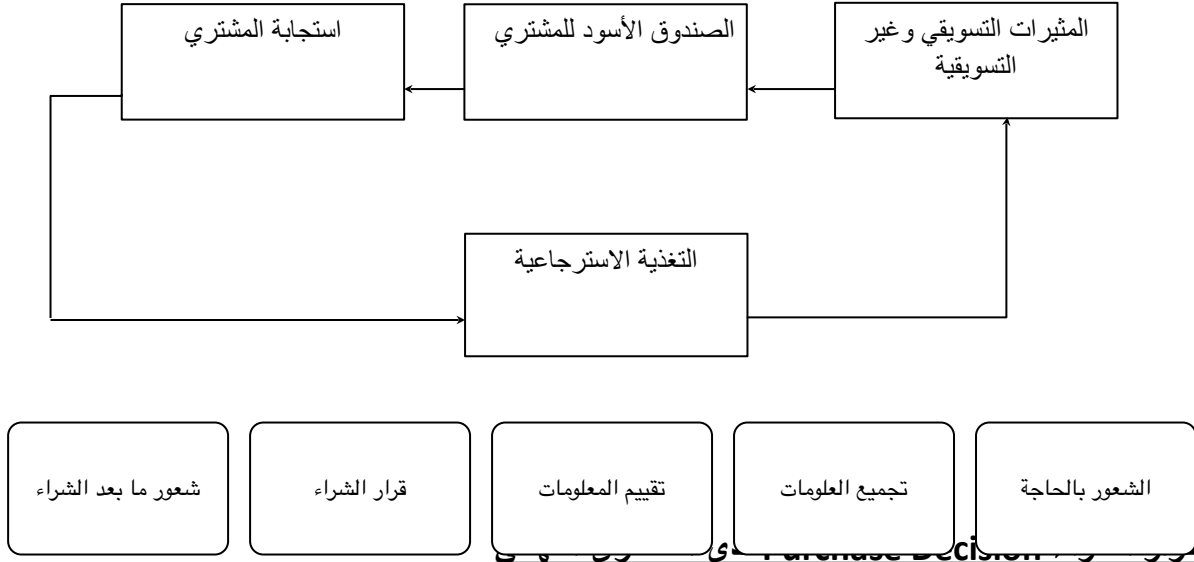 المثيرات التسويقي وغير
التسويقية
الصندوق الأسود للمشتري
استجابة المشتري
التغذية الاسترجاعية
الشعور بالحاجة
تجميع العلومات
تقييم المعلومات
قرار الشراء
شعور ما بعد الشراء
Purchase Decision